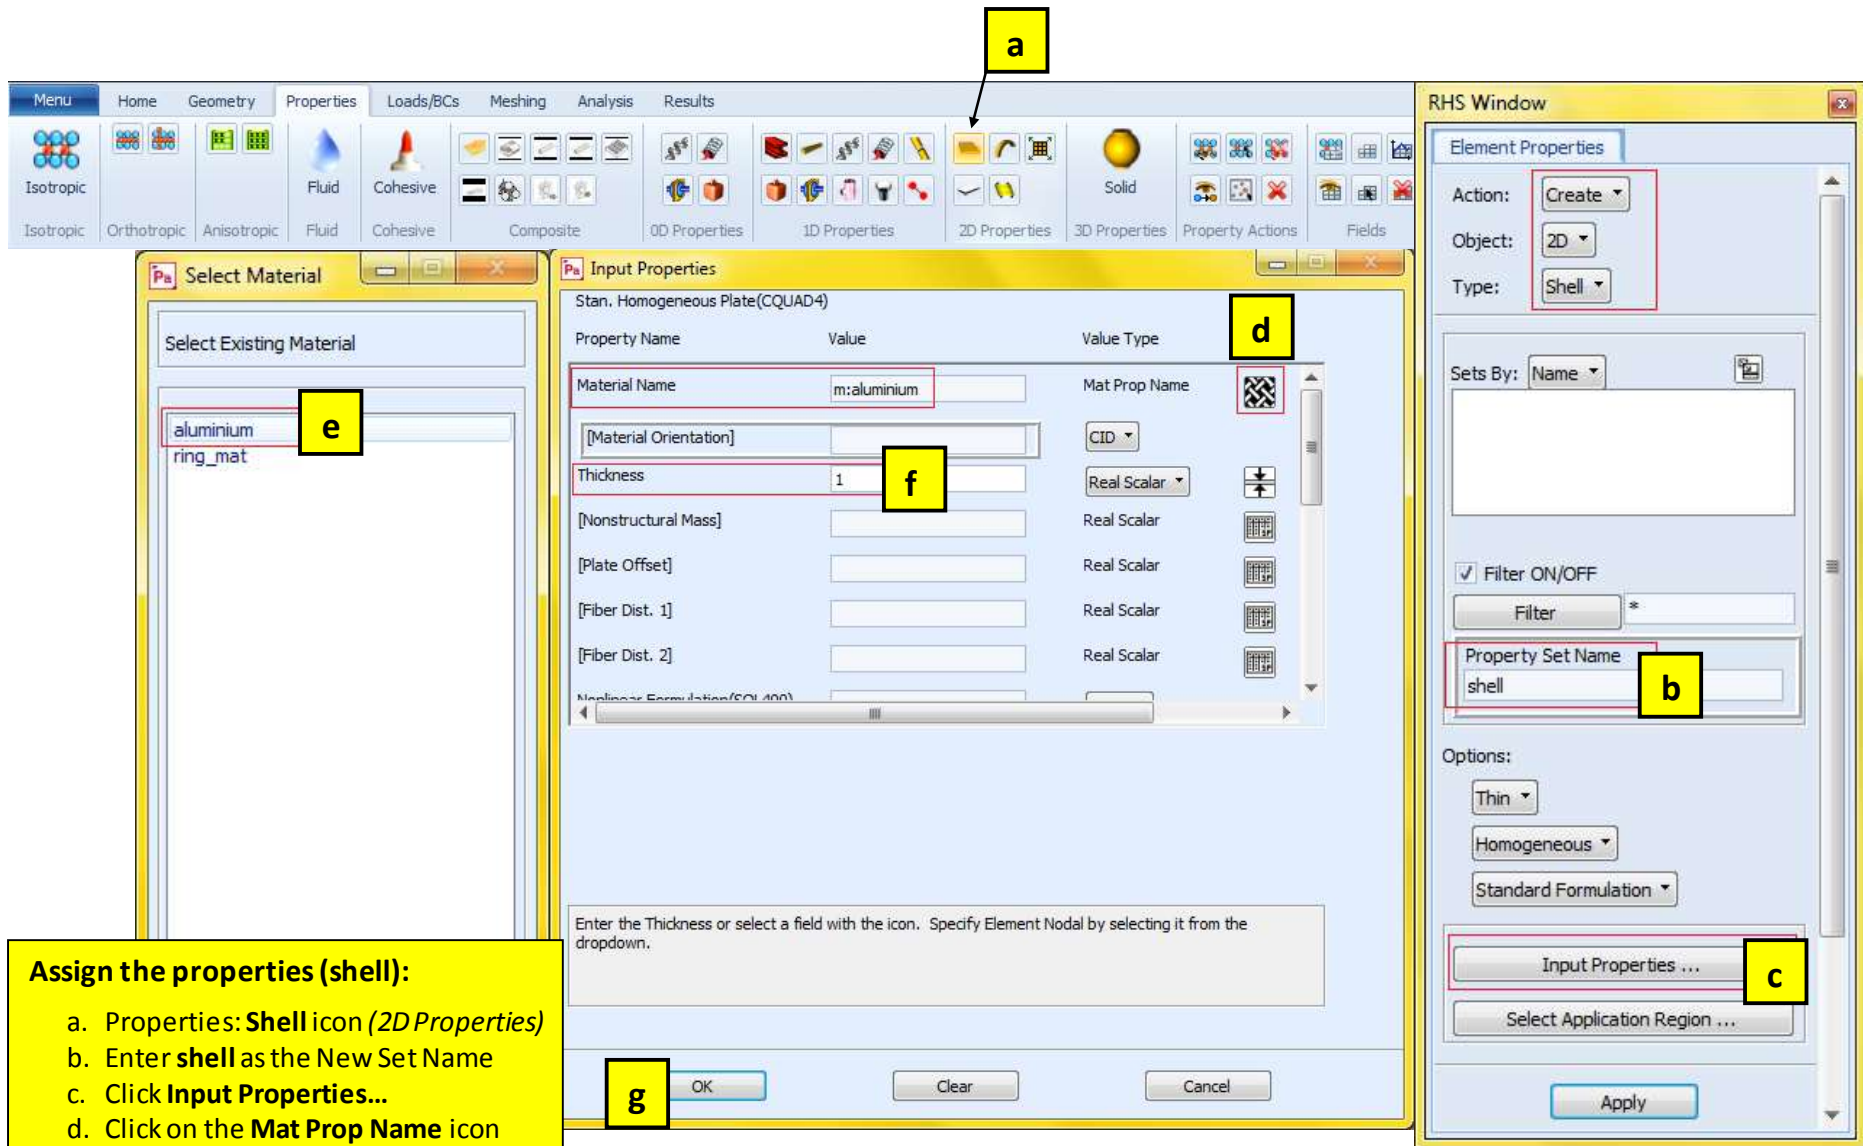 a
Menu Home Geometry Properties Loads/BCs Meshing Analysis Results
Isotropic Fluid Cohesive Solid
Isotropic Orthotropic Anisotropic Fluid Cohesive Composite 0D Properties 1D Properties 2D Properties 3D Properties Property Actions Fields
Pa Select Material
Select Existing Material
aluminium
e
ring_mat
Pa Input Properties
Stan. Homogeneous Plate(CQUAD4)
d
Property Name Value Value Type
Material Name m:aluminium Mat Prop Name
[Material Orientation] CID
Thickness 1 Real Scalar
f
[Nonstructural Mass] Real Scalar
[Plate Offset] Real Scalar
[Fiber Dist. 1] Real Scalar
[Fiber Dist. 2] Real Scalar
Nonlinear Formulation(SOL400)
Enter the Thickness or select a field with the icon. Specify Element Nodal by selecting it from the
dropdown.
g
OK Clear Cancel
RHS Window
Element Properties
Action: Create
Object: 2D
Type: Shell
Sets By: Name
Filter ON/OFF
Filter *
Property Set Name
shell
b
Options:
Thin
Homogeneous
Standard Formulation
Input Properties ...
c
Select Application Region ...
Apply
Assign the properties (shell):
a. Properties: Shell icon (2D Properties)
b. Enter shell as the New Set Name
c. Click Input Properties…
d. Click on the Mat Prop Name icon